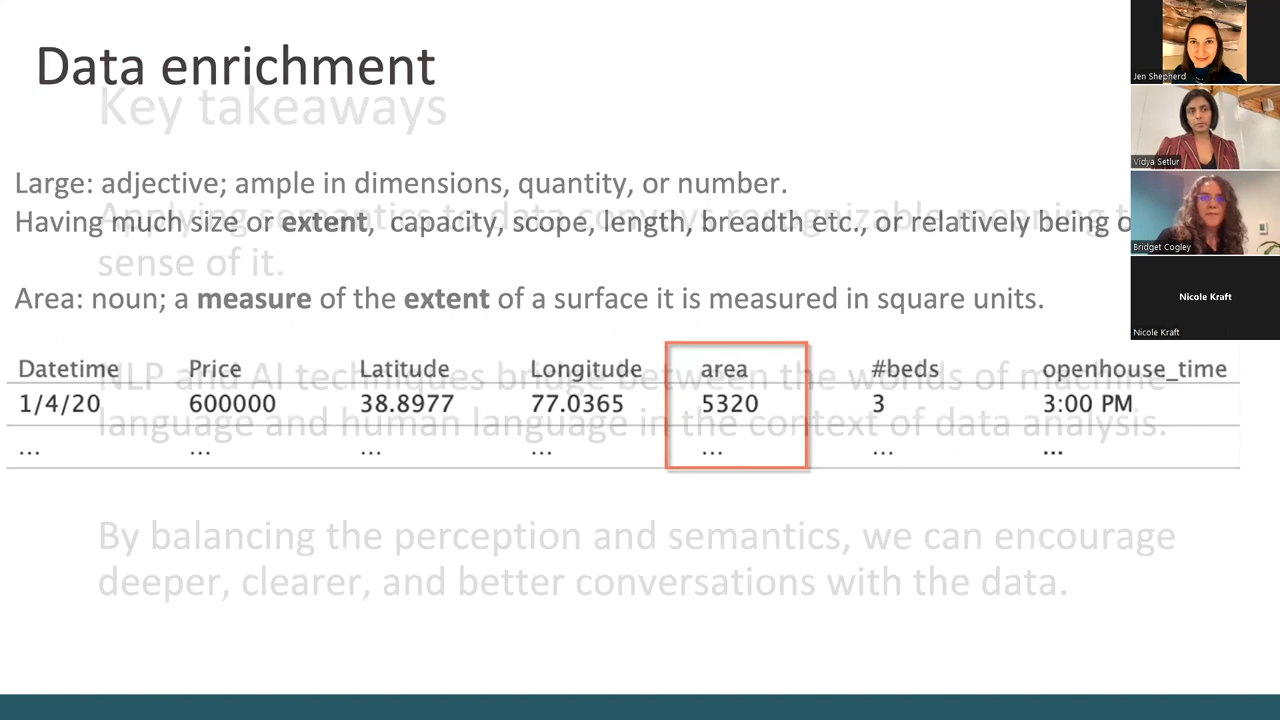 Data enrichment
Key takeaways
Large: adjective; ample in dimensions, quantity, or number.
Applying semantics to data conveys recognizable meaning t
Having much size or extent, capacity, scope, length, breadth etc., or relatively being o
sense of it.
Area: noun; a measure of the extent of a surface it is measured in square units.
Datetime Price Latitude Longitude area #beds openhouse_time
NLP and AI techniques bridge between the worlds of machine
1/4/20 600000 38.8977 77.0365 5320 3 3:00 PM
language and human language in the context of data analysis.
... ... ... ... ... ... ...
By balancing the perception and semantics, we can encourage
deeper, clearer, and better conversations with the data.
Jen Shepherd
Vidya Setlur
Bridget Cogley
Nicole Kraft
Nicole Kraft